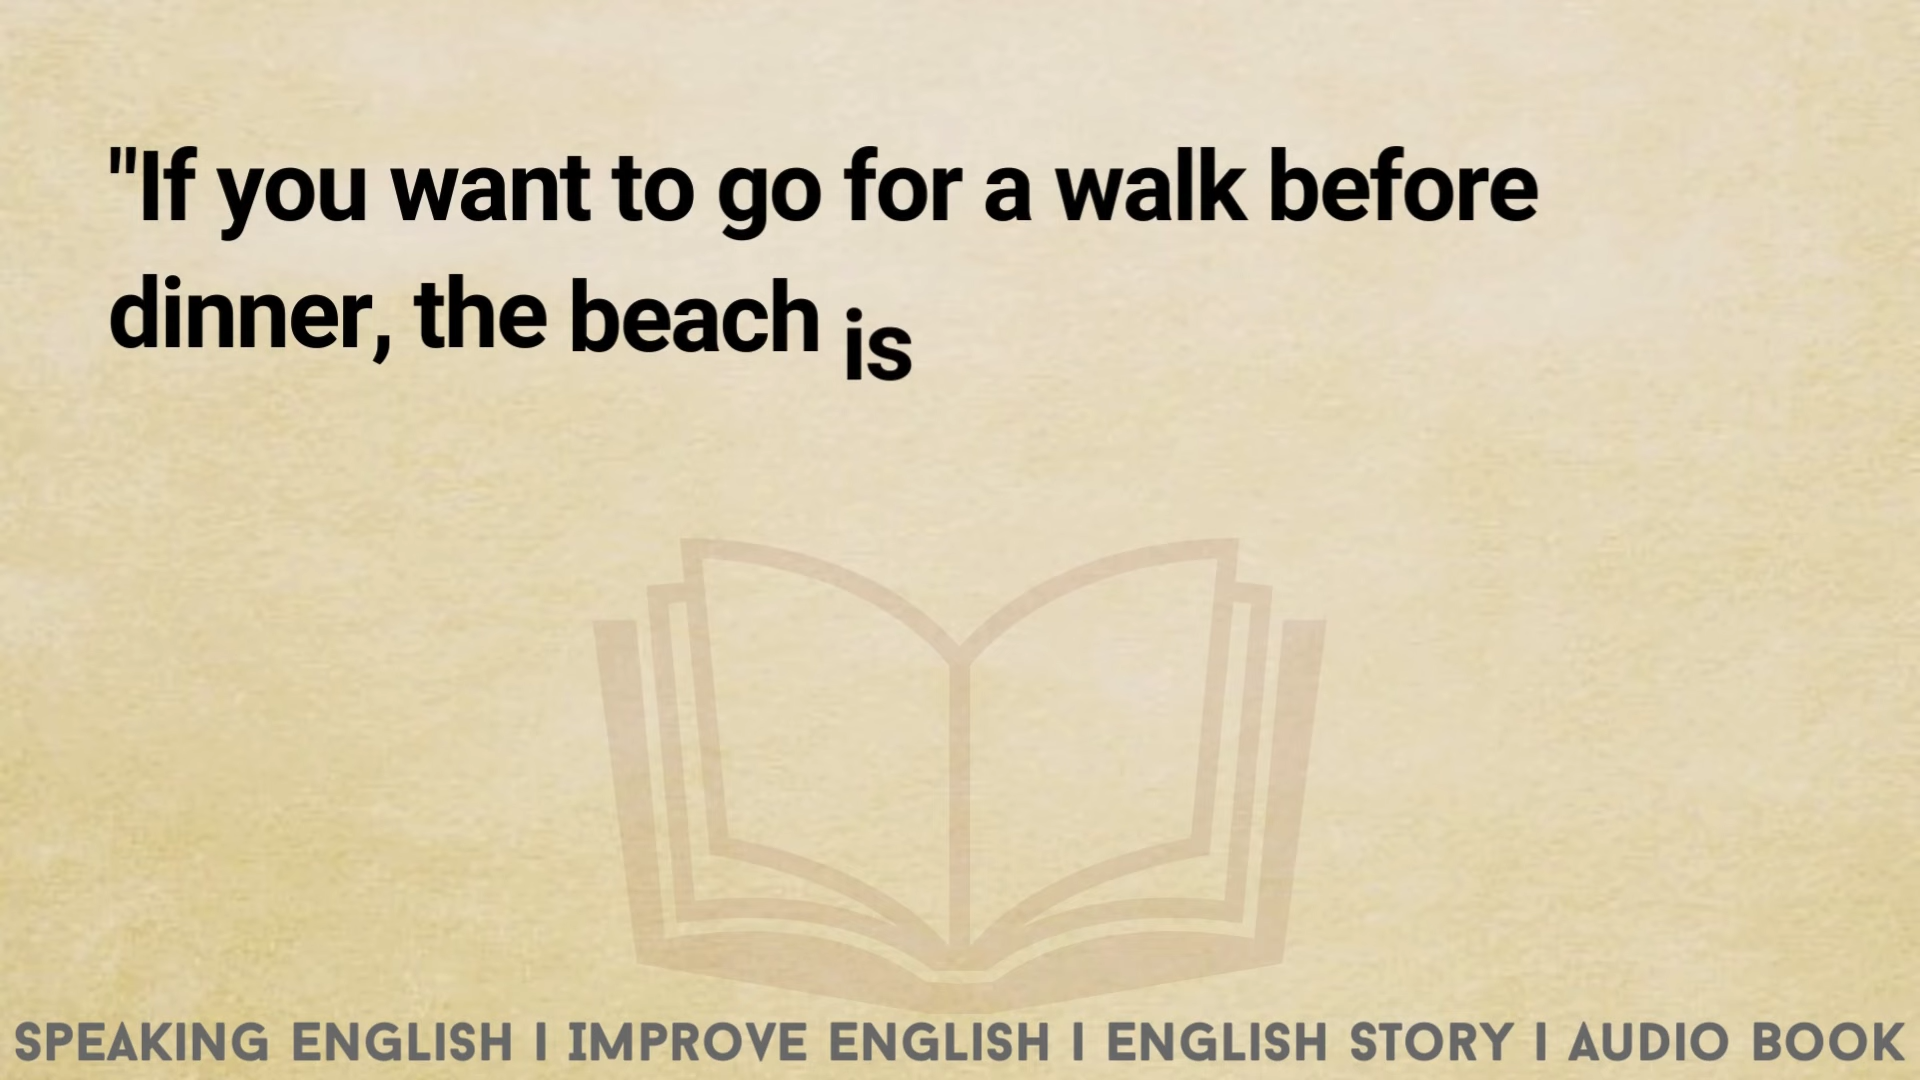 "If you want to go for a walk before
dinner, the beach is
SPEAKING ENGLISH I IMPROVE ENGLISH I ENGLISH STORY I AUDIO BOOK